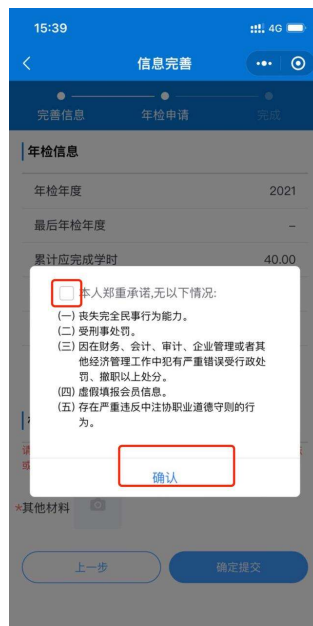 15:39
4G
信息完善
完善信息 年检申请 完成
年检信息
年检年度 2021
最后年检年度 –
累计应完成学时 40.00
本人郑重承诺,无以下情况:
(一) 丧失完全民事行为能力。
(二) 受刑事处罚。
(三) 因在财务、会计、审计、企业管理或者其
他经济管理工作中犯有严重错误受行政处
罚、撤职以上处分。
(四) 虚假填报会员信息。
(五) 存在严重违反中注协职业道德守则的行
为。
确认
*其他材料
上一步 确定提交